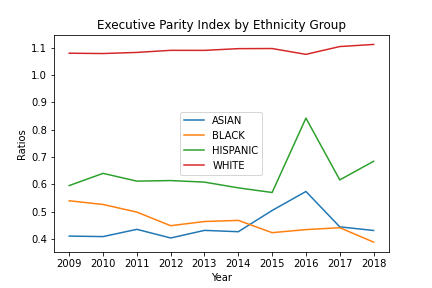 Executive Parity Index by Ethnicity Group
1.1
1.0
0.9
0.8
0.7
0.6
0.5
0.4
Ratios
ASIAN
BLACK
HISPANIC
WHITE
2009 2010 2011 2012 2013 2014 2015 2016 2017 2018
Year